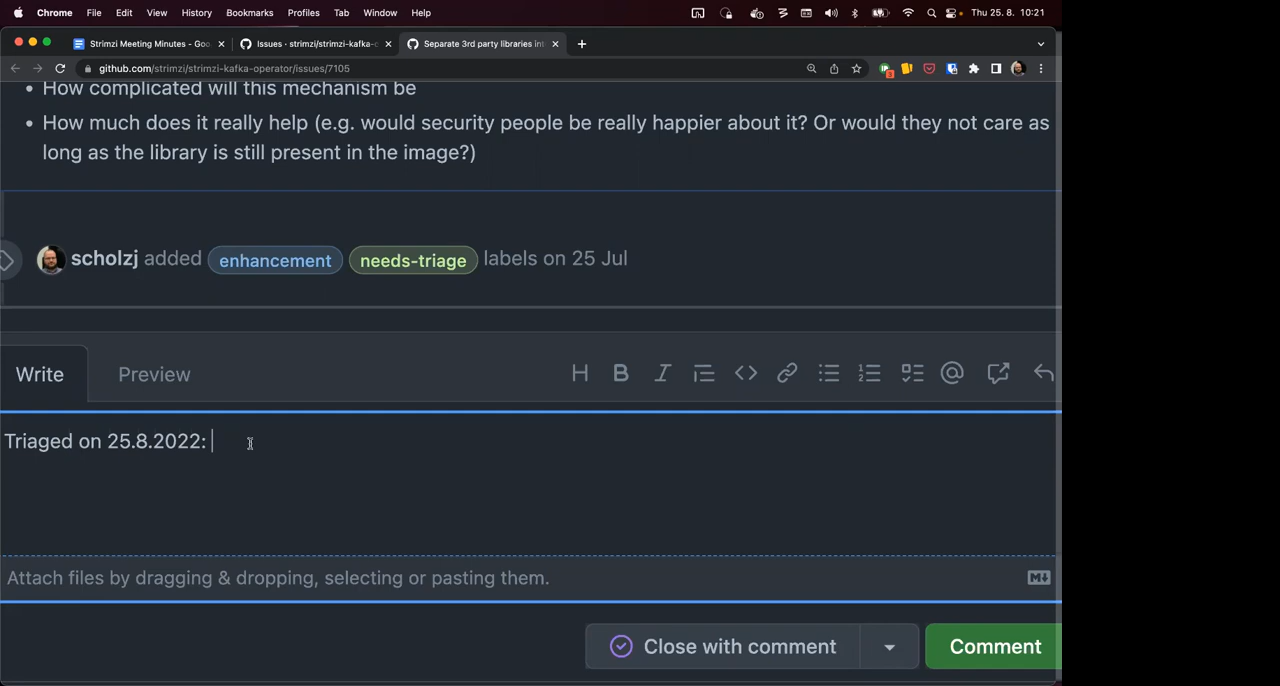 Chrome File Edit View History Bookmarks Profiles Tab Window Help Thu 25. 8. 10:21
Strimzi Meeting Minutes - Goo Issues · strimzi/strimzi-kafka-o Separate 3rd party libraries int
github.com/strimzi/strimzi-kafka-operator/issues/7105
• How complicated will this mechanism be
• How much does it really help (e.g. would security people be really happier about it? Or would they not care as
long as the library is still present in the image?)
scholzj added enhancement needs-triage labels on 25 Jul
Write Preview
Triaged on 25.8.2022:
Attach files by dragging & dropping, selecting or pasting them.
Close with comment Comment